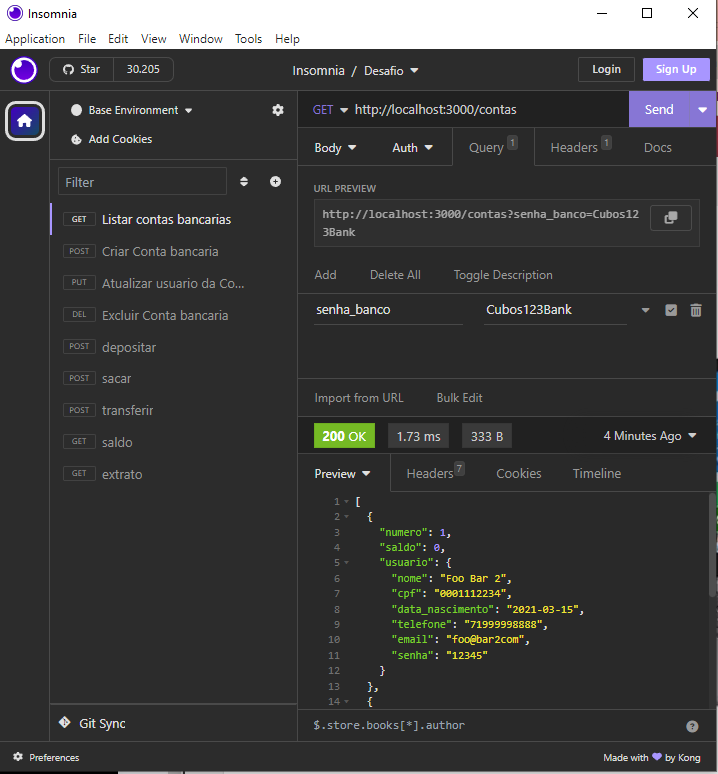 Insomnia
Application File Edit View Window Tools Help
Star 30.205
Insomnia / Desafio
Login Sign Up
Base Environment
Add Cookies
Filter
GET Listar contas bancarias
POST Criar Conta bancaria
PUT Atualizar usuario da Co...
DEL Excluir Conta bancaria
POST depositar
POST sacar
POST transferir
GET saldo
GET extrato
Git Sync
GET http://localhost:3000/contas Send
Body Auth Query 1 Headers 1 Docs
URL PREVIEW
http://localhost:3000/contas?senha_banco=Cubos12
3Bank
Add Delete All Toggle Description
senha_banco Cubos123Bank
Import from URL Bulk Edit
200 OK 1.73 ms 333 B 4 Minutes Ago
Preview Headers 7 Cookies Timeline
1 [
2 {
3 "numero": 1,
4 "saldo": 0,
5 "usuario": {
6 "nome": "Foo Bar 2",
7 "cpf": "0001112234",
8 "data_nascimento": "2021-03-15",
9 "telefone": "71999998888",
10 "email": "foo@bar2com",
11 "senha": "12345"
12 }
13 },
14 {
$.store.books[*].author
Preferences
Made with by Kong